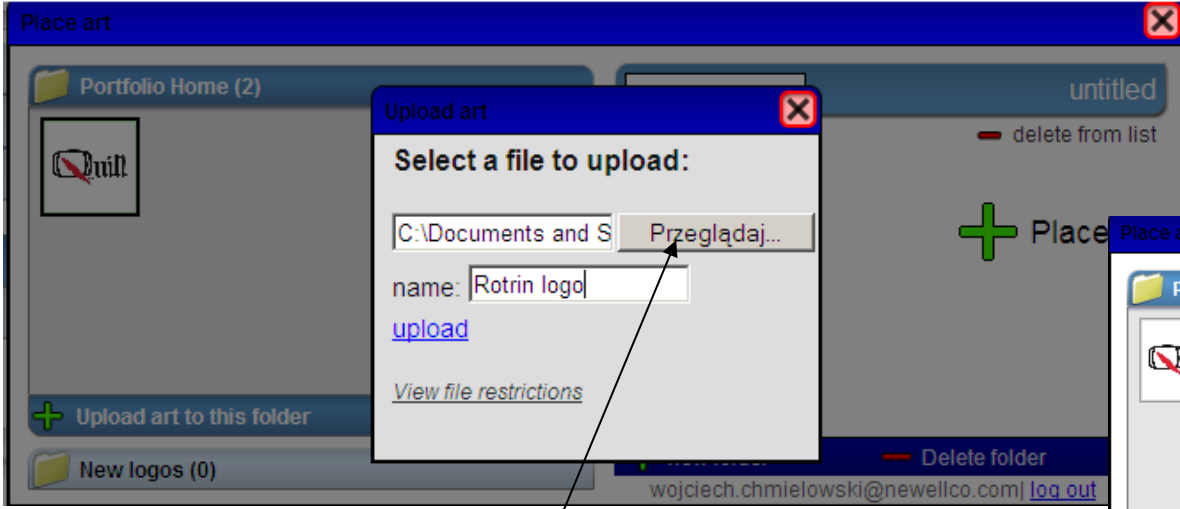 Place art
Portfolio Home (2)
Quill
Upload art to this folder
New logos (0)
Upload art
Select a file to upload:
C:\Documents and S
Przeglądaj...
name: Rotrin logo
upload
View file restrictions
untitled
delete from list
Place
Delete folder
wojciech.chmielowski@newellco.com| log out
Place a
P